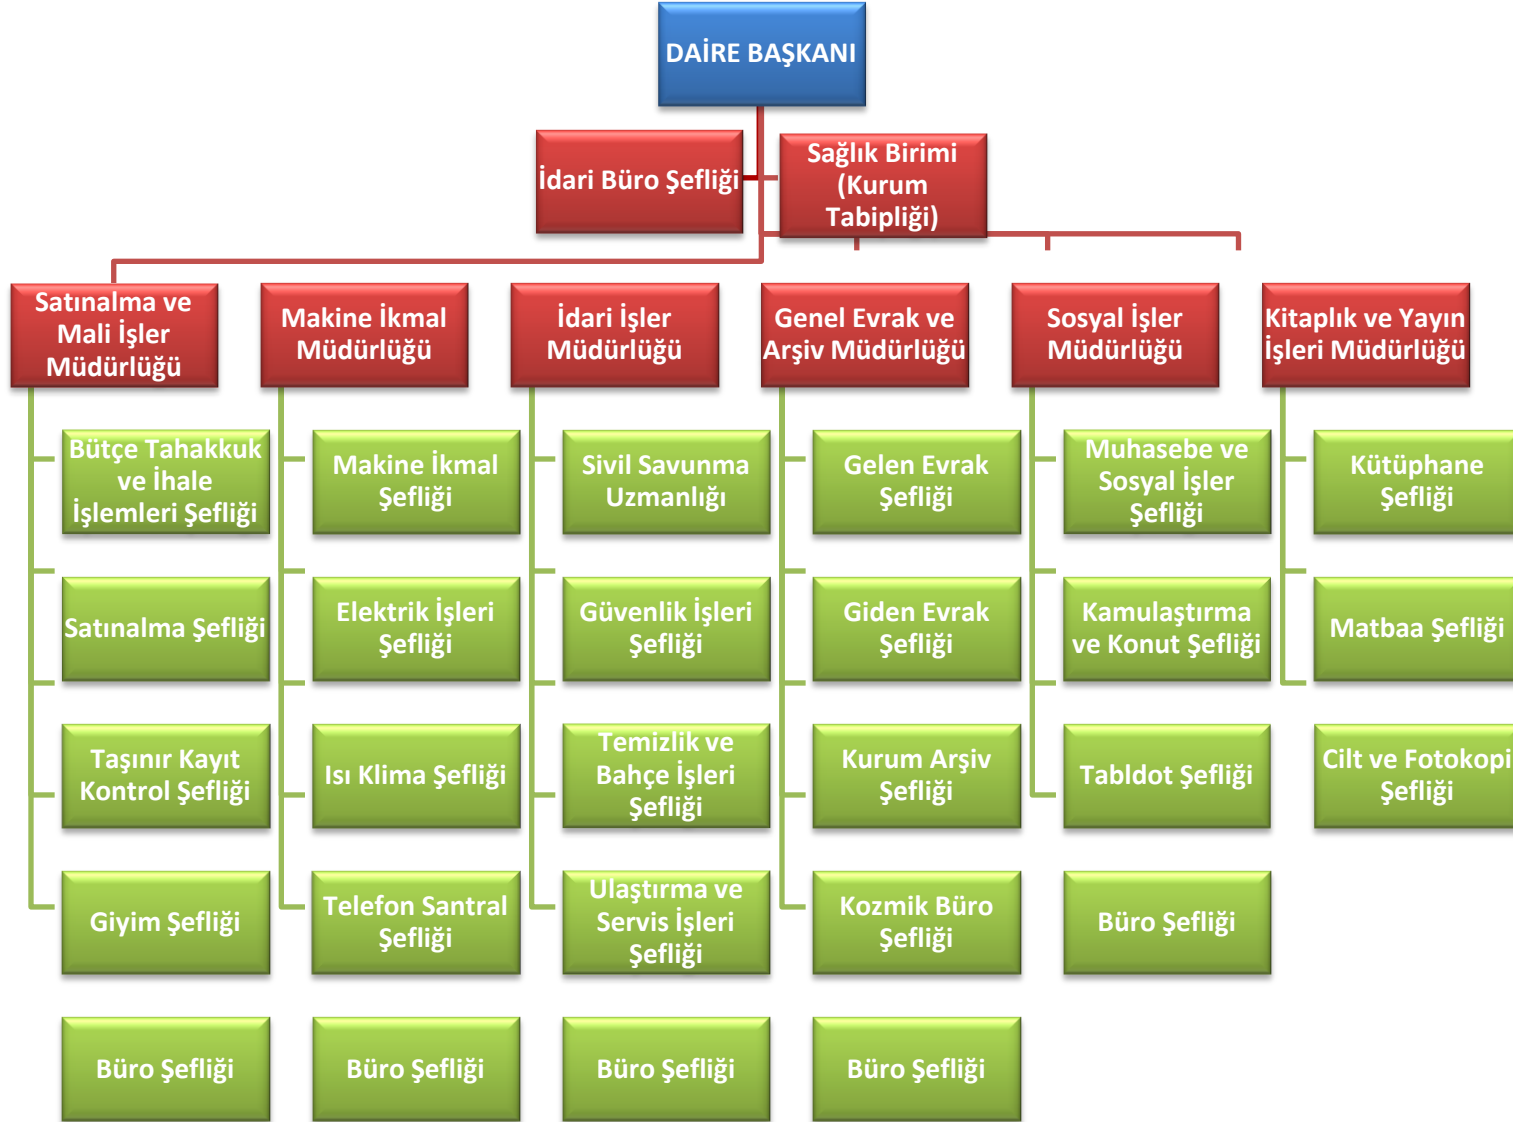 DAİRE BAŞKANI
İdari Büro Şefliği
Sağlık Birimi
(Kurum
Tabipliği)
Satınalma ve
Mali İşler
Müdürlüğü
Makine İkmal
Müdürlüğü
İdari İşler
Müdürlüğü
Genel Evrak ve
Arşiv Müdürlüğü
Sosyal İşler
Müdürlüğü
Kitaplık ve Yayın
İşleri Müdürlüğü
Bütçe Tahakkuk
ve İhale
İşlemleri Şefliği
Makine İkmal
Şefliği
Sivil Savunma
Uzmanlığı
Gelen Evrak
Şefliği
Muhasebe ve
Sosyal İşler
Şefliği
Kütüphane
Şefliği
Satınalma Şefliği
Elektrik İşleri
Şefliği
Güvenlik İşleri
Şefliği
Giden Evrak
Şefliği
Kamulaştırma
ve Konut Şefliği
Matbaa Şefliği
Taşınır Kayıt
Kontrol Şefliği
Isı Klima Şefliği
Temizlik ve
Bahçe İşleri
Şefliği
Kurum Arşiv
Şefliği
Tabldot Şefliği
Cilt ve Fotokopi
Şefliği
Giyim Şefliği
Telefon Santral
Şefliği
Ulaştırma ve
Servis İşleri
Şefliği
Kozmik Büro
Şefliği
Büro Şefliği
Büro Şefliği
Büro Şefliği
Büro Şefliği
Büro Şefliği